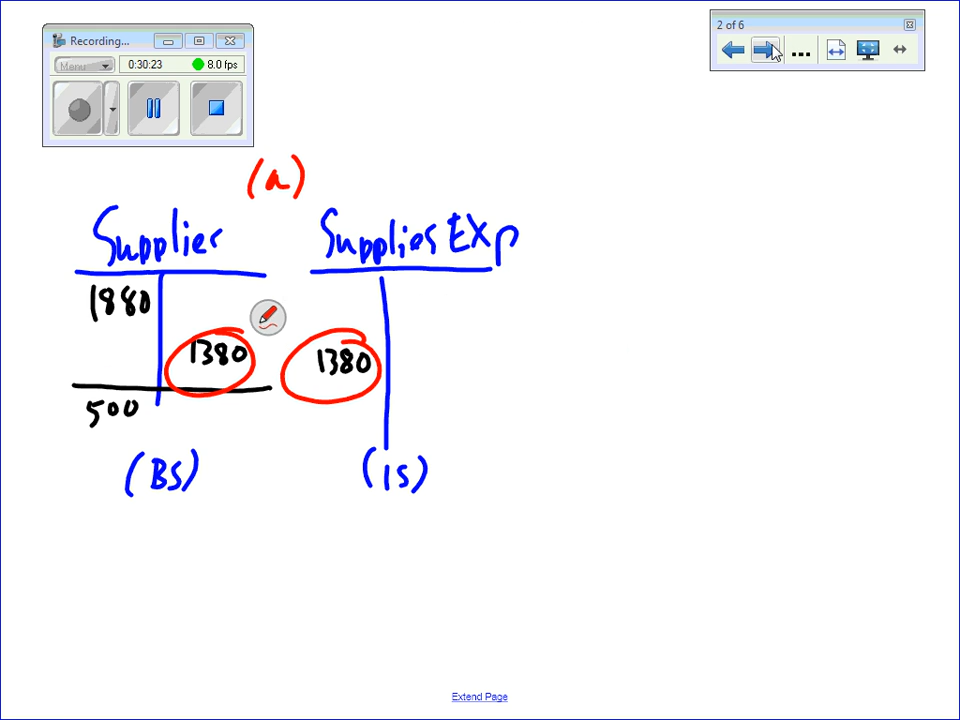 2 of 6
Recording...
Menu
0:30:23
8.0 fps
...
(a)
Supplies
Supplies Exp
1880
1380
1380
500
(BS)
(IS)
Extend Page